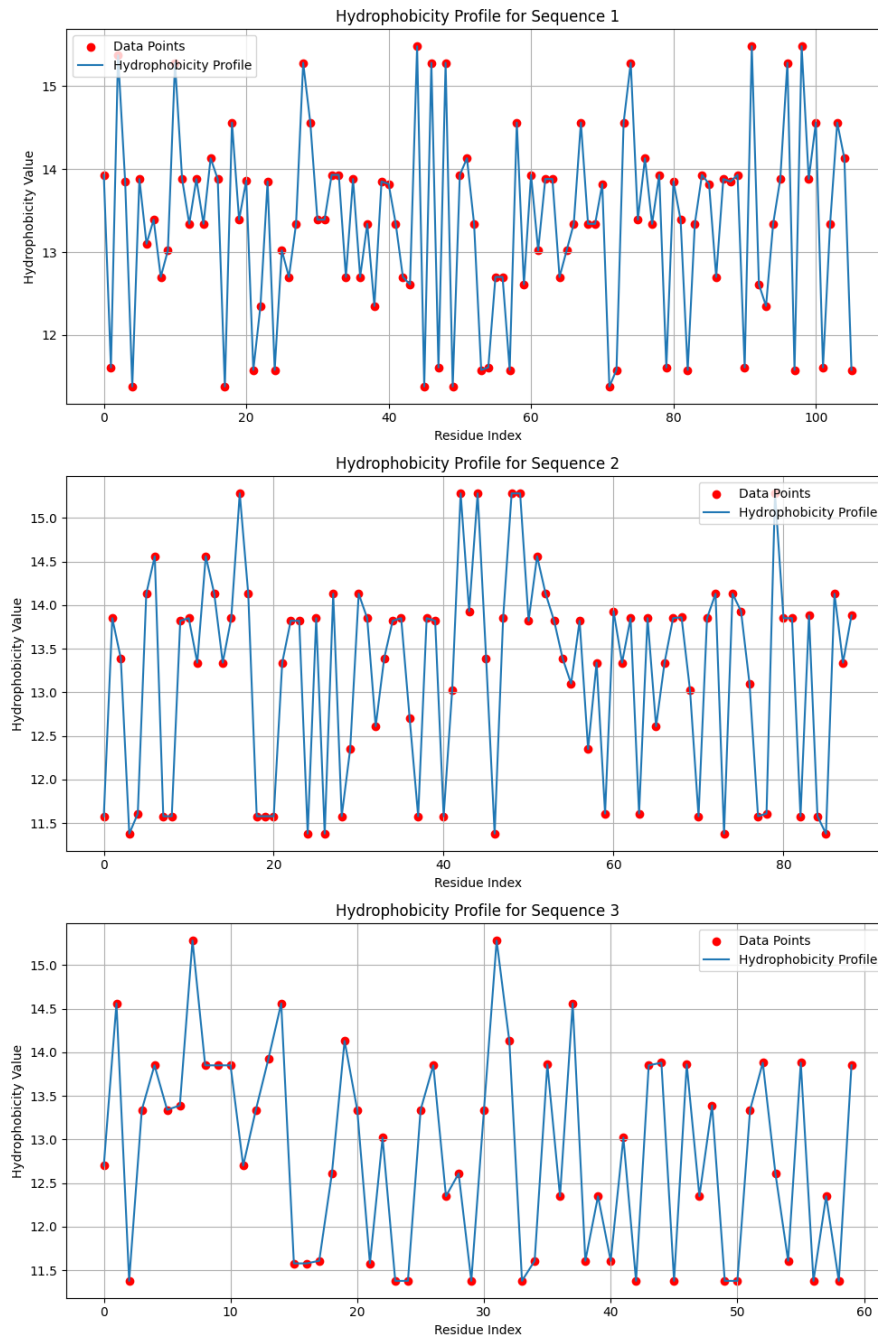 Hydrophobicity Profile for Sequence 1
Data Points
Hydrophobicity Profile
15
14
13
12
Hydrophobicity Value
0 20 40 60 80 100
Residue Index
Hydrophobicity Profile for Sequence 2
Data Points
Hydrophobicity Profile
15.0
14.5
14.0
13.5
13.0
12.5
12.0
11.5
Hydrophobicity Value
0 20 40 60 80
Residue Index
Hydrophobicity Profile for Sequence 3
Data Points
Hydrophobicity Profile
15.0
14.5
14.0
13.5
13.0
12.5
12.0
11.5
Hydrophobicity Value
0 10 20 30 40 50 60
Residue Index